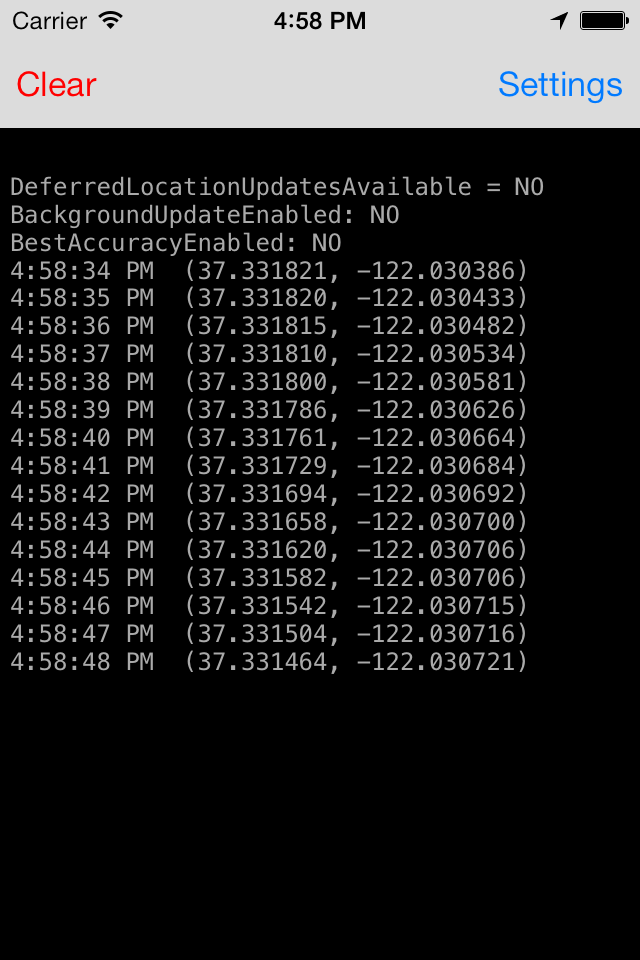 Carrier 4:58 PM
Clear Settings
DeferredLocationUpdatesAvailable = NO
BackgroundUpdateEnabled: NO
BestAccuracyEnabled: NO
4:58:34 PM  (37.331821, -122.030386)
4:58:35 PM  (37.331820, -122.030433)
4:58:36 PM  (37.331815, -122.030482)
4:58:37 PM  (37.331810, -122.030534)
4:58:38 PM  (37.331800, -122.030581)
4:58:39 PM  (37.331786, -122.030626)
4:58:40 PM  (37.331761, -122.030664)
4:58:41 PM  (37.331729, -122.030684)
4:58:42 PM  (37.331694, -122.030692)
4:58:43 PM  (37.331658, -122.030700)
4:58:44 PM  (37.331620, -122.030706)
4:58:45 PM  (37.331582, -122.030706)
4:58:46 PM  (37.331542, -122.030715)
4:58:47 PM  (37.331504, -122.030716)
4:58:48 PM  (37.331464, -122.030721)